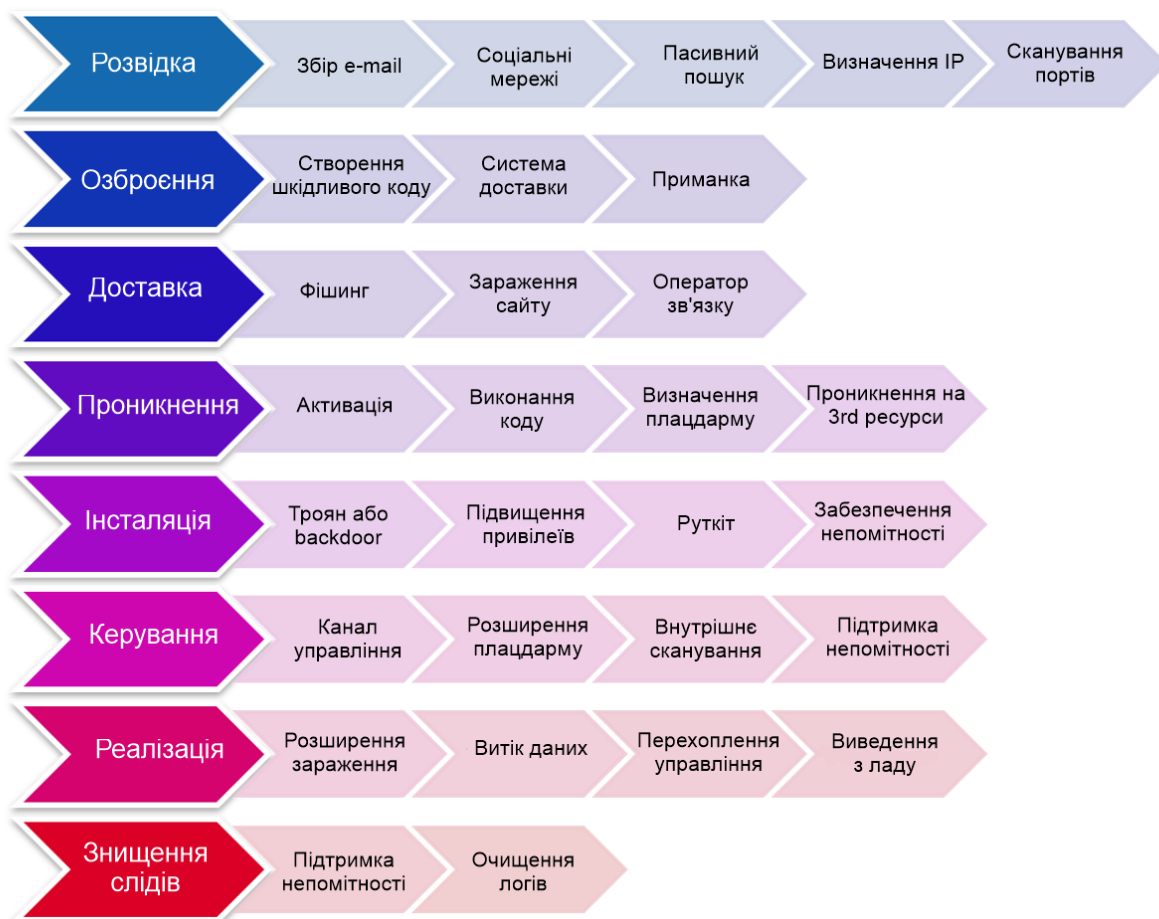 Розвідка
Збір e-mail
Соціальні
мережі
Пасивний
пошук
Визначення IP
Сканування
портів
Озброєння
Створення
шкідливого коду
Система
доставки
Приманка
Доставка
Фішинг
Зараження
сайту
Оператор
зв'язку
Проникнення
Активація
Виконання
коду
Визначення
плацдарму
Проникнення на
3rd ресурси
Інсталяція
Троян або
backdoor
Підвищення
привілеїв
Руткіт
Забезпечення
непомітності
Керування
Канал
управління
Розширення
плацдарму
Внутрішнє
сканування
Підтримка
непомітності
Реалізація
Розширення
зараження
Витік даних
Перехоплення
управління
Виведення
з ладу
Знищення
слідів
Підтримка
непомітності
Очищення
логів